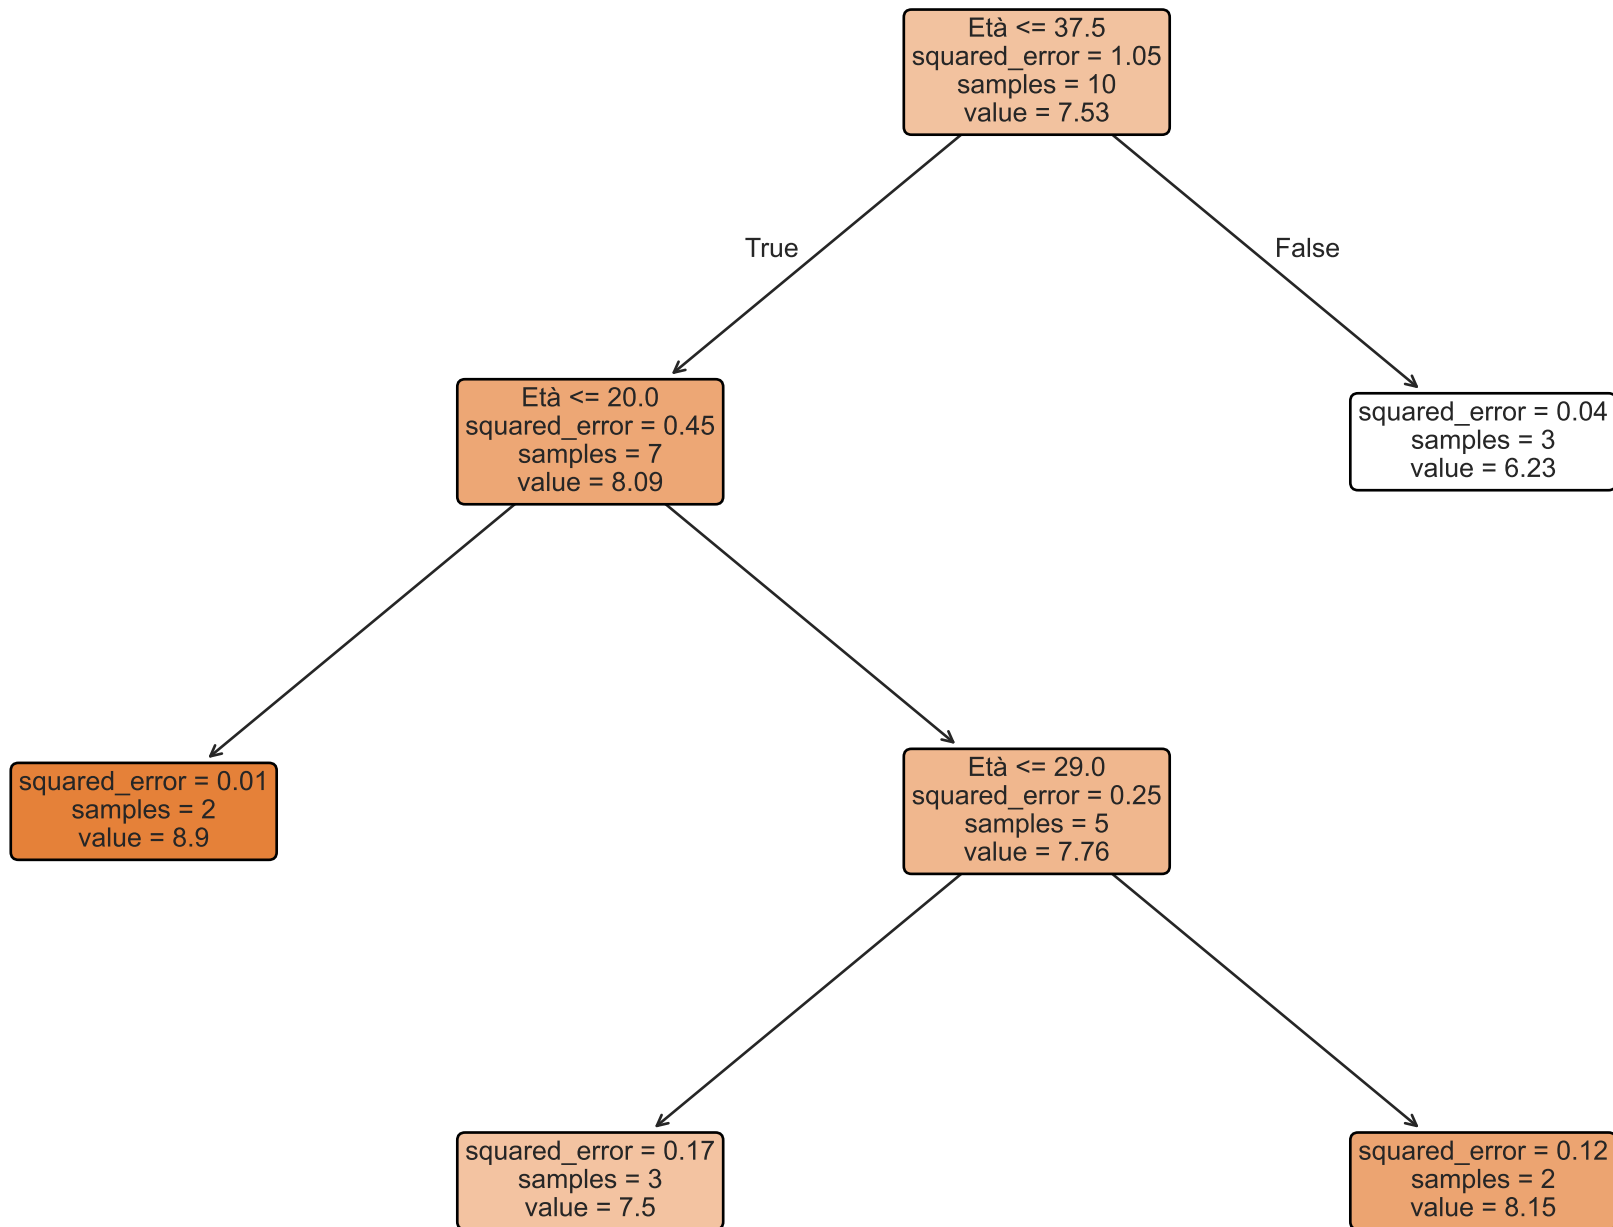 Età <= 37.5
squared_error = 1.05
samples = 10
value = 7.53
True
False
Età <= 20.0
squared_error = 0.45
samples = 7
value = 8.09
squared_error = 0.04
samples = 3
value = 6.23
squared_error = 0.01
samples = 2
value = 8.9
Età <= 29.0
squared_error = 0.25
samples = 5
value = 7.76
squared_error = 0.17
samples = 3
value = 7.5
squared_error = 0.12
samples = 2
value = 8.15